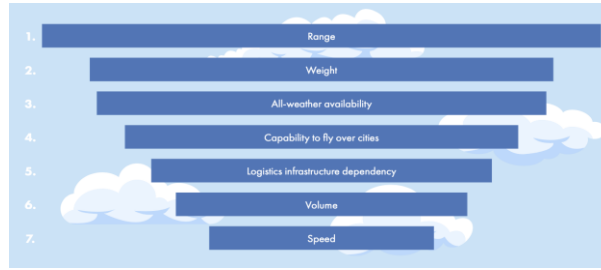 1. Range
2. Weight
3. All-weather availability
4. Capability to fly over cities
5. Logistics infrastructure dependency
6. Volume
7. Speed